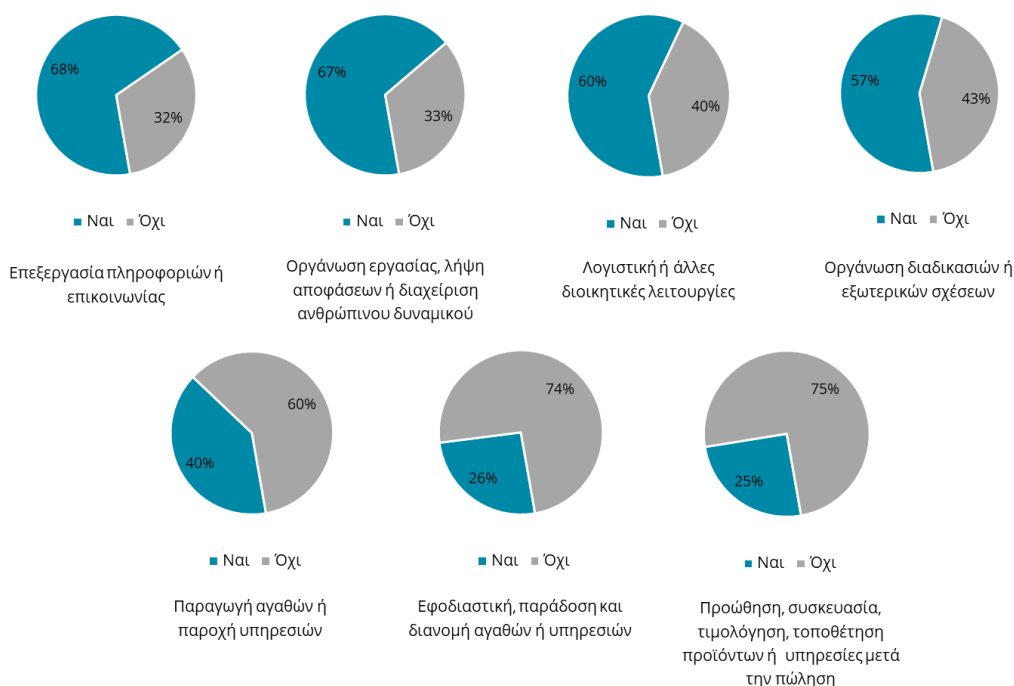 68%
32%
Ναι Όχι
Επεξεργασία πληροφοριών ή
επικοινωνίας
67%
33%
Ναι Όχι
Οργάνωση εργασίας, λήψη
αποφάσεων ή διαχείριση
ανθρώπινου δυναμικού
60%
40%
Ναι Όχι
Λογιστική ή άλλες
διοικητικές λειτουργίες
57%
43%
Ναι Όχι
Οργάνωση διαδικασιών ή
εξωτερικών σχέσεων
60%
40%
Ναι Όχι
Παραγωγή αγαθών ή
παροχή υπηρεσιών
74%
26%
Ναι Όχι
Εφοδιαστική, παράδοση και
διανομή αγαθών ή υπηρεσιών
75%
25%
Ναι Όχι
Προώθηση, συσκευασία,
τιμολόγηση, τοποθέτηση
προϊόντων ή υπηρεσίες μετά
την πώληση